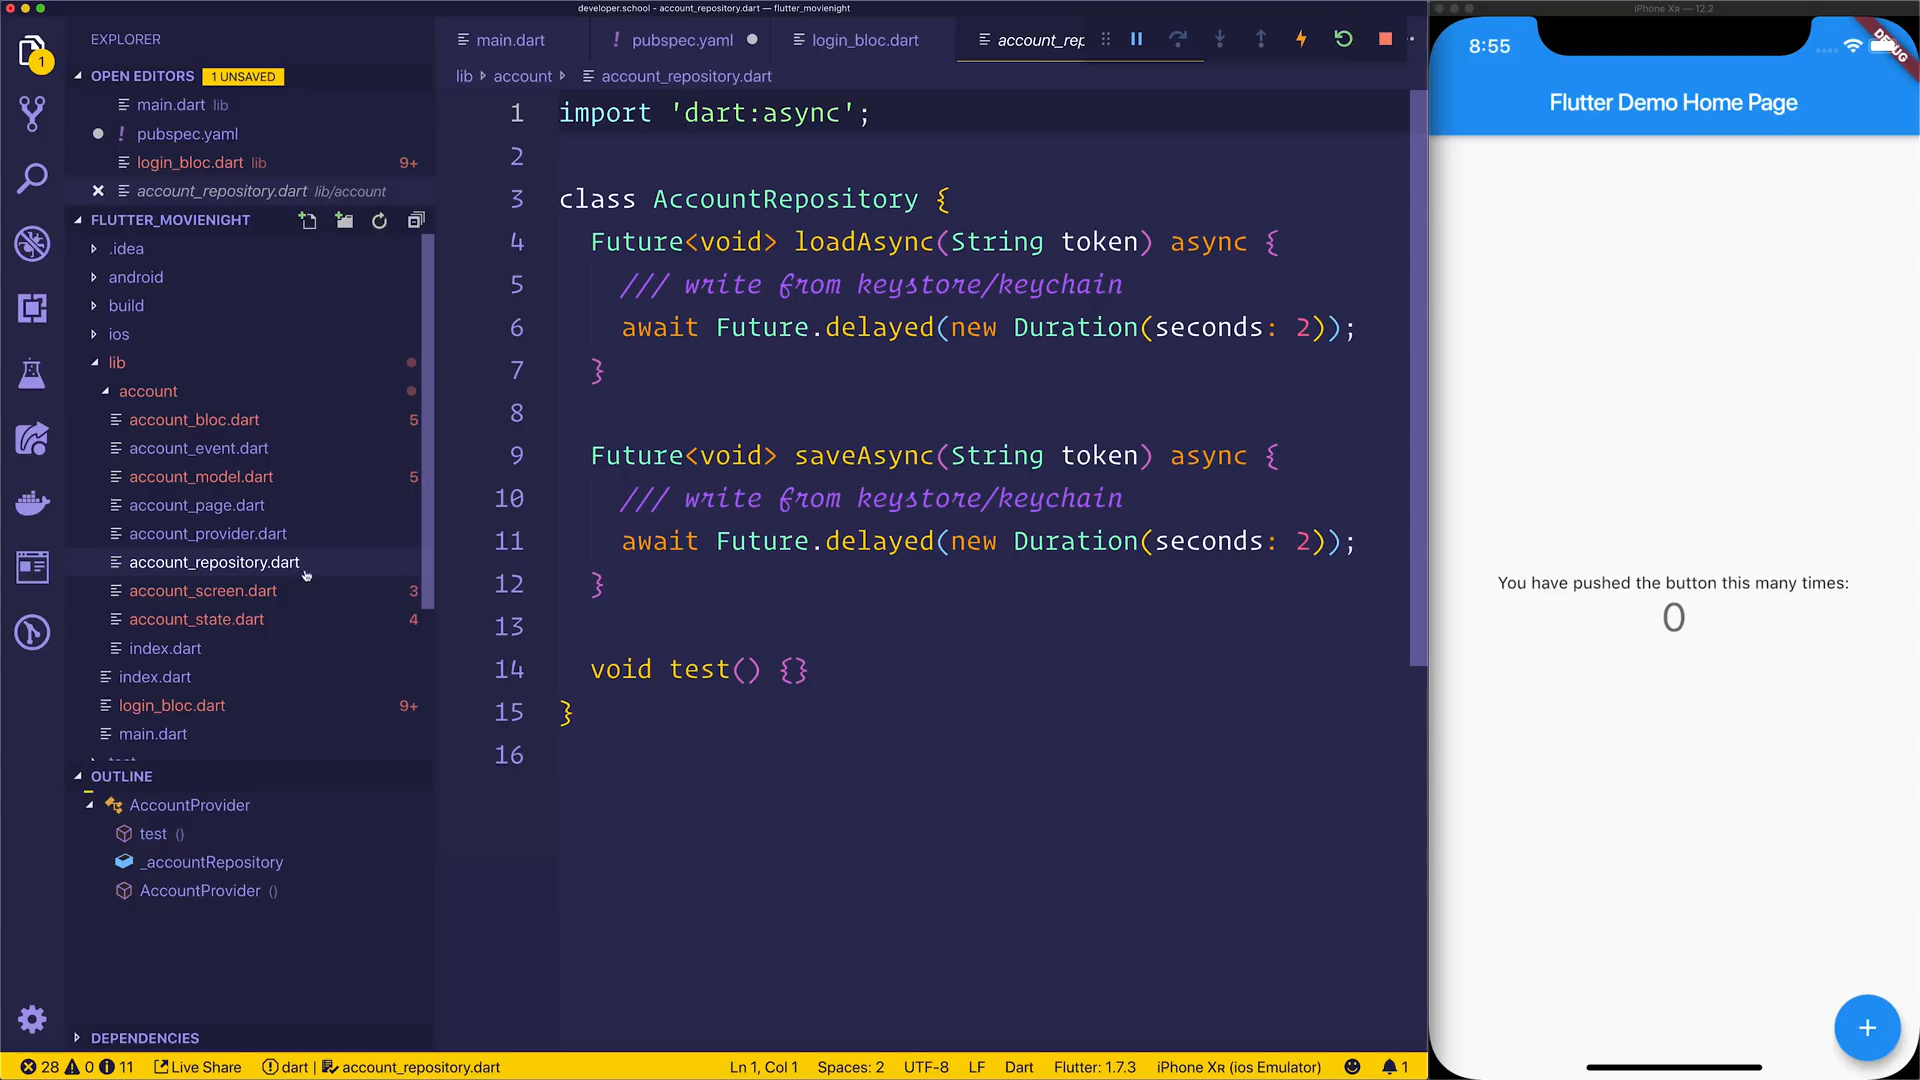 developer.school - account_repository.dart — flutter_movienight
iPhone XR — 12.2
EXPLORER
OPEN EDITORS 1 UNSAVED
main.dart lib
! pubspec.yaml
login_bloc.dart lib 9+
account_repository.dart lib/account
FLUTTER_MOVIENIGHT
.idea
android
build
ios
lib
account
account_bloc.dart 5
account_event.dart
account_model.dart 5
account_page.dart
account_provider.dart
account_repository.dart
account_screen.dart 3
account_state.dart 4
index.dart
index.dart
login_bloc.dart 9+
main.dart
OUTLINE
AccountProvider
test ()
_accountRepository
AccountProvider ()
DEPENDENCIES
1
main.dart ! pubspec.yaml login_bloc.dart account_rep
lib account account_repository.dart
1 import 'dart:async';
2
3 class AccountRepository {
4 Future<void> loadAsync(String token) async {
5 /// write from keystore/keychain
6 await Future.delayed(new Duration(seconds: 2));
7 }
8
9 Future<void> saveAsync(String token) async {
10 /// write from keystore/keychain
11 await Future.delayed(new Duration(seconds: 2));
12 }
13
14 void test() {}
15 }
16
8:55
DEBUG
Flutter Demo Home Page
You have pushed the button this many times:
0
+
28 0 11 Live Share dart | account_repository.dart Ln 1, Col 1 Spaces: 2 UTF-8 LF Dart Flutter: 1.7.3 iPhone XR (ios Emulator) 1